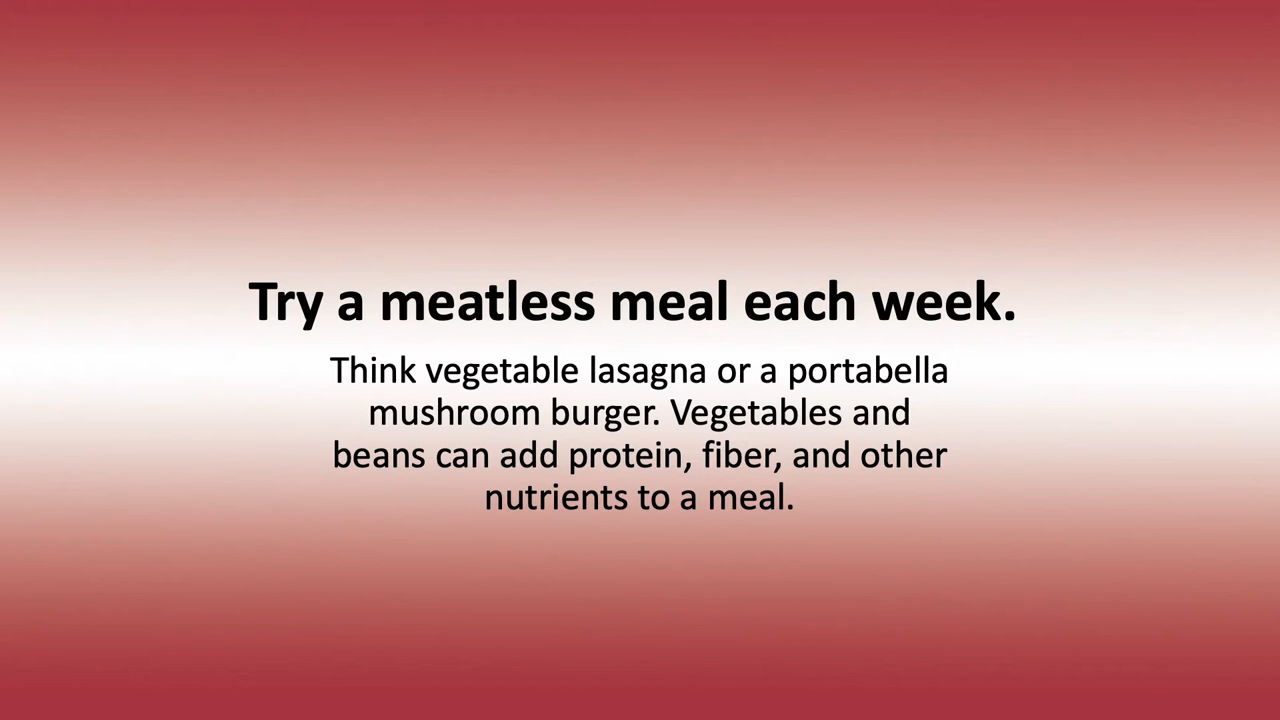 Try a meatless meal each week.
Think vegetable lasagna or a portabella
mushroom burger. Vegetables and
beans can add protein, fiber, and other
nutrients to a meal.